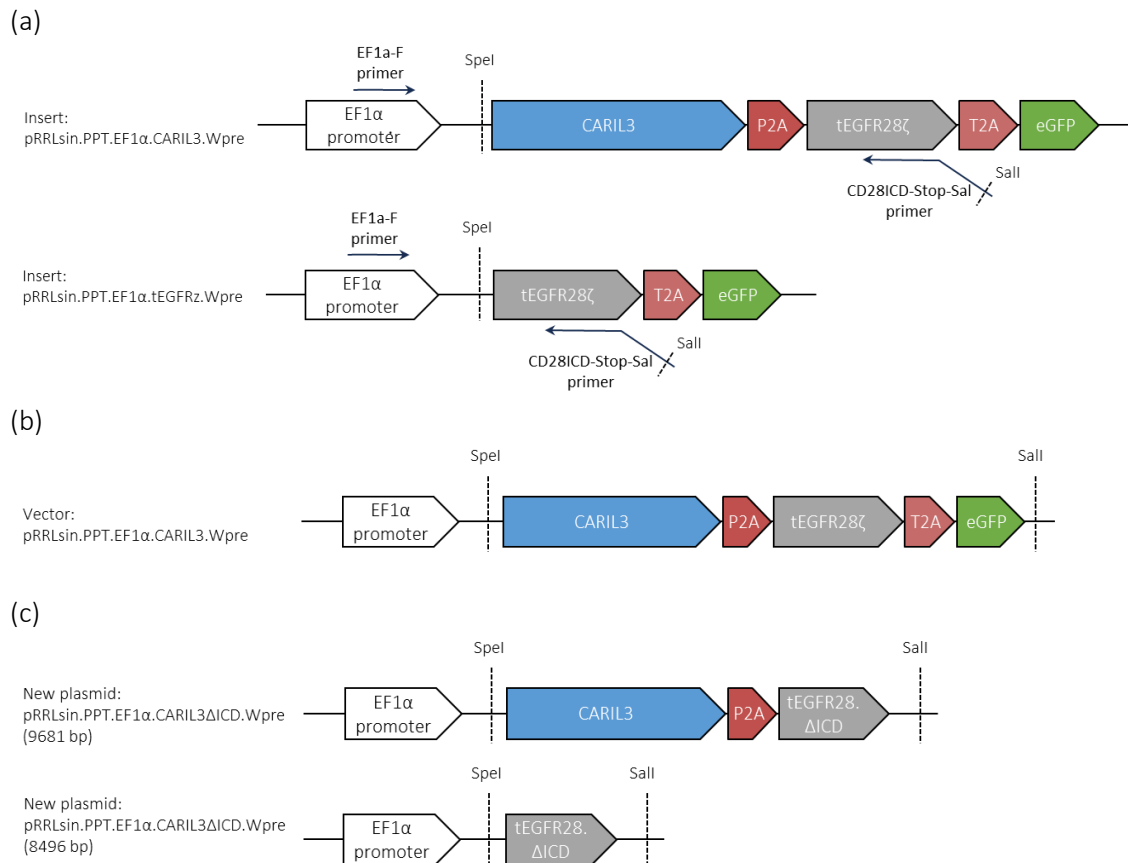 (a)
EF1a-F
primer
SpeI
Insert:
pRRLsin.PPT.EF1α.CARIL3.Wpre
EF1α
promoter
CARIL3
P2A
tEGFR28ζ
T2A
eGFP
SalI
CD28ICD-Stop-Sal
primer
EF1a-F
primer
SpeI
Insert:
pRRLsin.PPT.EF1α.tEGFRz.Wpre
EF1α
promoter
tEGFR28ζ
T2A
eGFP
SalI
CD28ICD-Stop-Sal
primer
(b)
SpeI
SalI
Vector:
pRRLsin.PPT.EF1α.CARIL3.Wpre
EF1α
promoter
CARIL3
P2A
tEGFR28ζ
T2A
eGFP
(c)
SpeI
SalI
New plasmid:
pRRLsin.PPT.EF1α.CARIL3ΔICD.Wpre
(9681 bp)
EF1α
promoter
CARIL3
P2A
tEGFR28.
ΔICD
SpeI
SalI
New plasmid:
pRRLsin.PPT.EF1α.CARIL3ΔICD.Wpre
(8496 bp)
EF1α
promoter
tEGFR28.
ΔICD